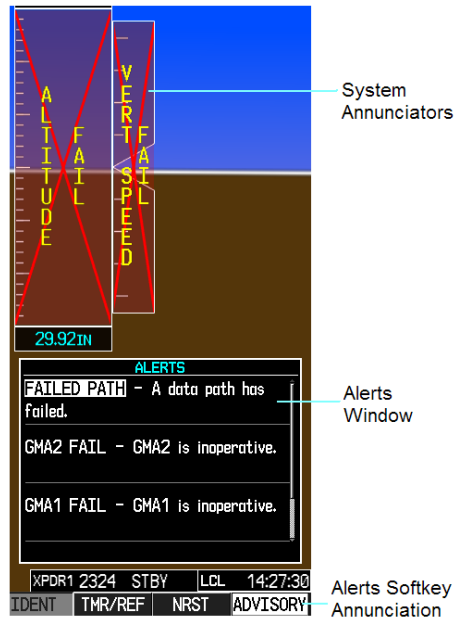 ALTITUDE FAIL
VERT SPEED FAIL
System
Annunciators
29.92IN
ALERTS
FAILED PATH – A data path has
failed.
Alerts
Window
GMA2 FAIL – GMA2 is inoperative.
GMA1 FAIL – GMA1 is inoperative.
XPDR1 2324 STBY LCL 14:27:30
IDENT TMR/REF NRST ADVISORY
Alerts Softkey
Annunciation